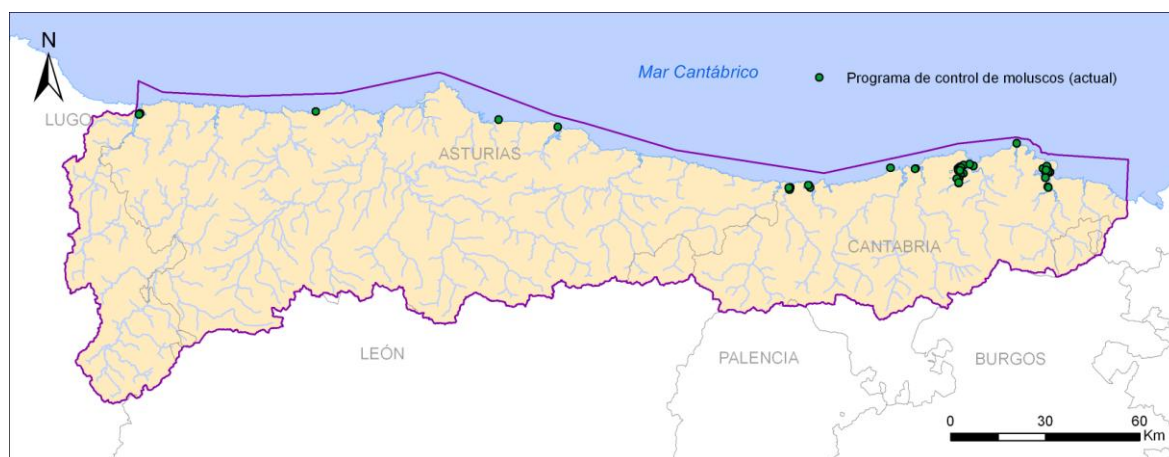 N
Mar Cantábrico
Programa de control de moluscos (actual)
LUGO
ASTURIAS
CANTABRIA
LEÓN
PALENCIA
BURGOS
0 30 60
Km